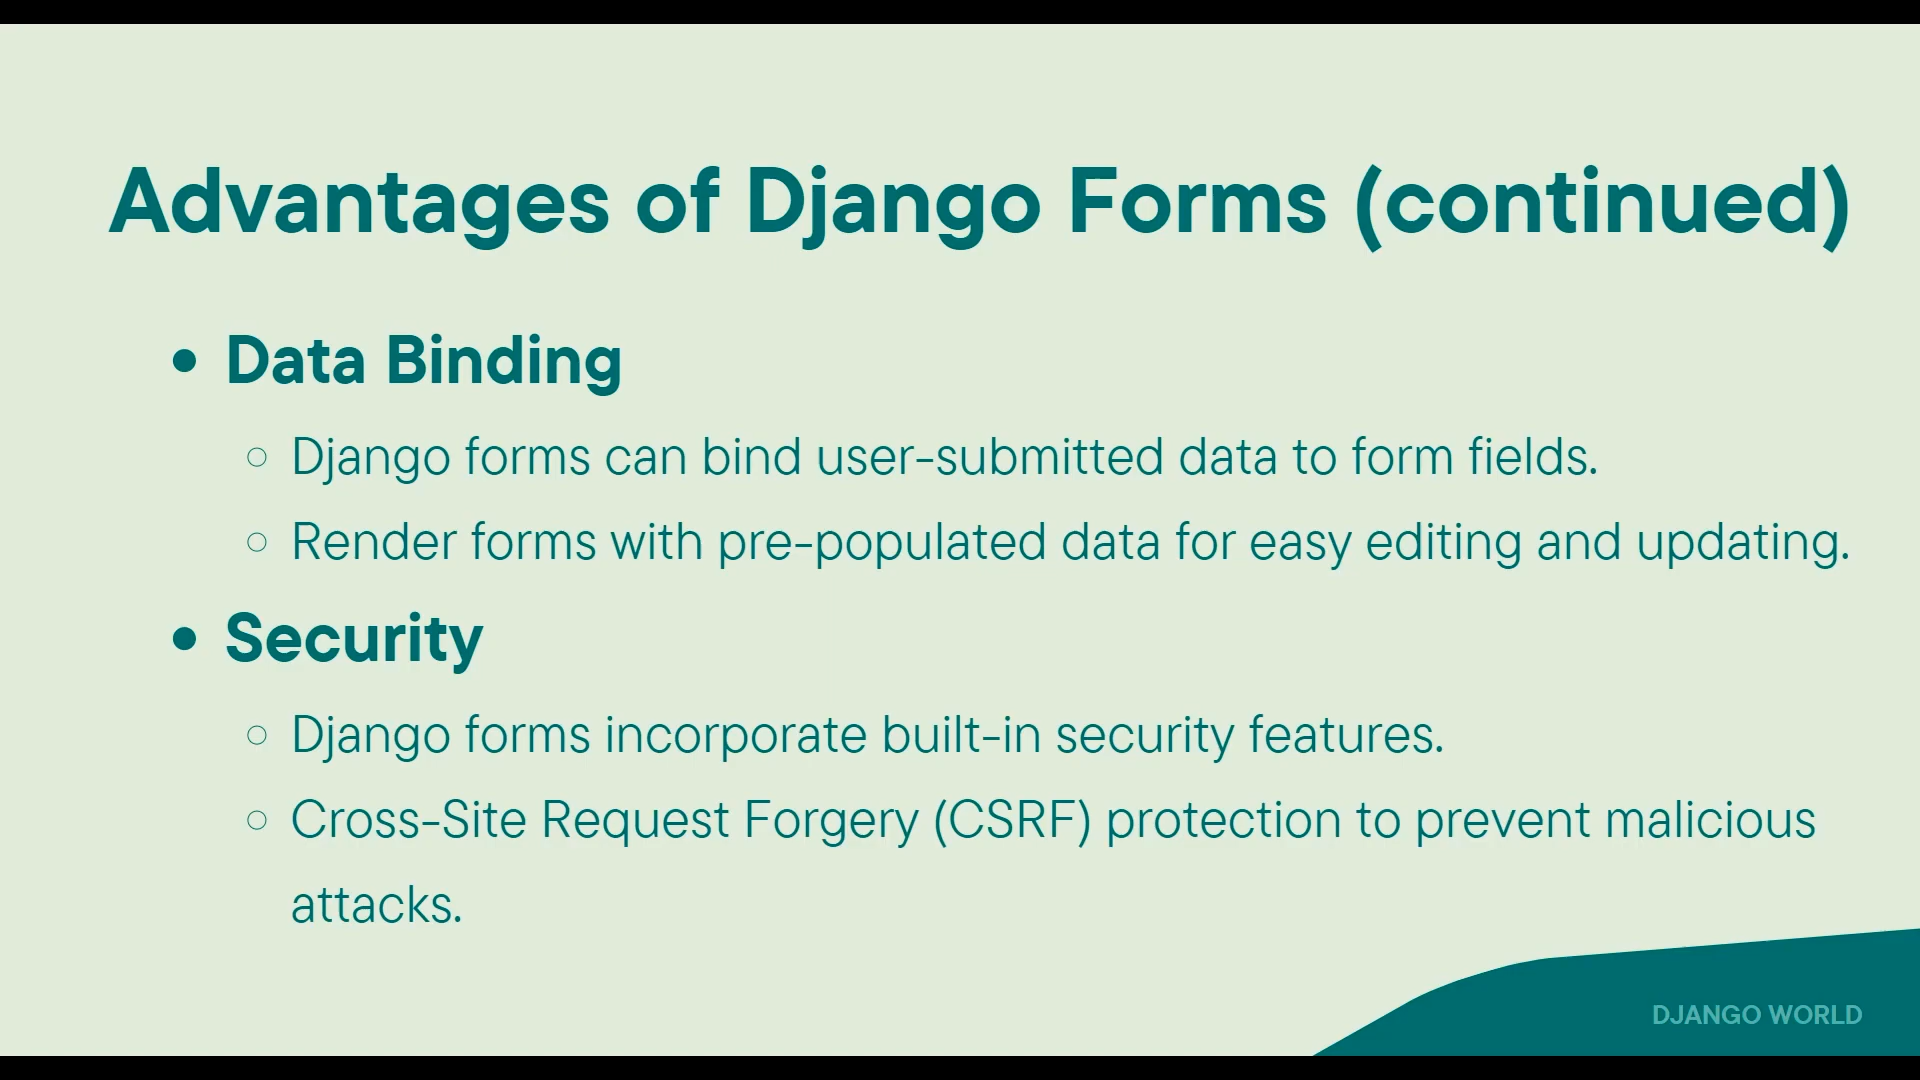 Advantages of Django Forms (continued)
• Data Binding
○ Django forms can bind user-submitted data to form fields.
○ Render forms with pre-populated data for easy editing and updating.
• Security
○ Django forms incorporate built-in security features.
○ Cross-Site Request Forgery (CSRF) protection to prevent malicious
attacks.
DJANGO WORLD